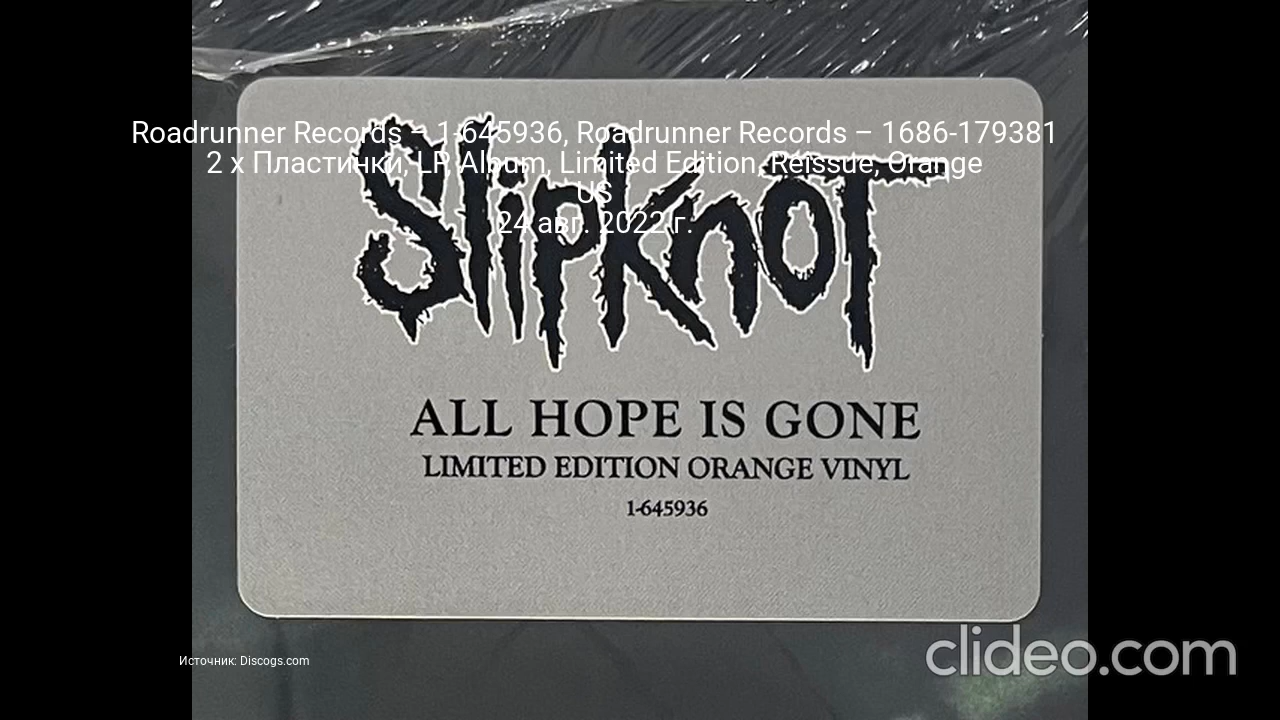 Roadrunner Records – 1-645936, Roadrunner Records – 1686-179381
2 x Пластинки, LP, Album, Limited Edition, Reissue, Orange
US
24 авг. 2022 г.
SlipKnoT
ALL HOPE IS GONE
LIMITED EDITION ORANGE VINYL
1-645936
Источник: Discogs.com
clideo.com